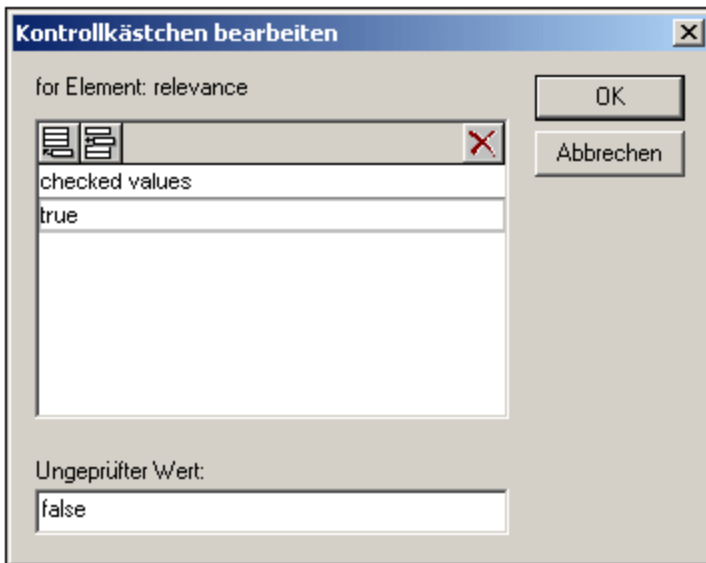 Kontrollkästchen bearbeiten
for Element: relevance
OK
Abbrechen
checked values
true
Ungeprüfter Wert:
false